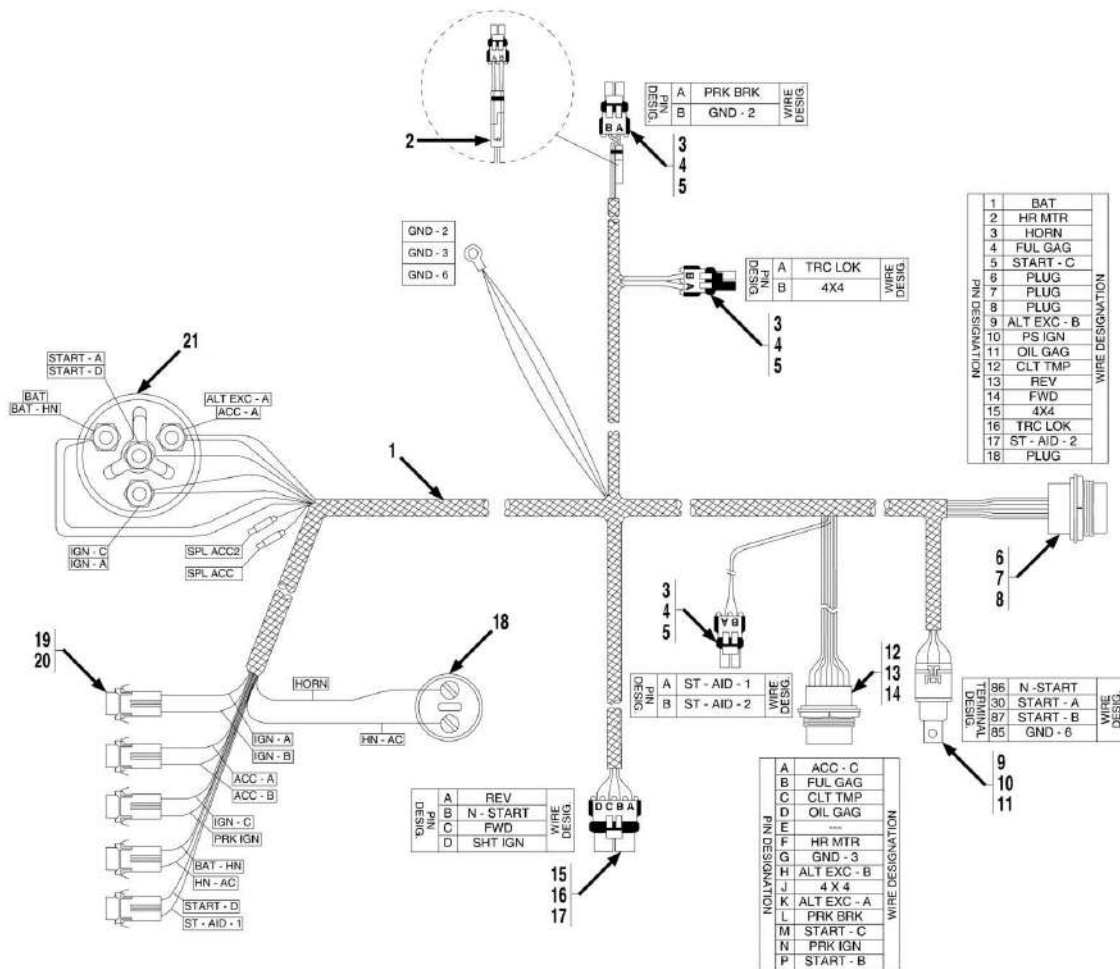 A B
2
PIN DESIG.
A PRK BRK
B GND - 2
WIRE DESIG.
B A
3
4
5
GND - 2
GND - 3
GND - 6
PIN DESIG.
A TRC LOK
B 4X4
WIRE DESIG.
B A
3
4
5
PIN DESIGNATION
WIRE DESIGNATION
1 BAT
2 HR MTR
3 HORN
4 FUL GAG
5 START - C
6 PLUG
7 PLUG
8 PLUG
9 ALT EXC - B
10 PS IGN
11 OIL GAG
12 CLT TMP
13 REV
14 FWD
15 4X4
16 TRC LOK
17 ST - AID - 2
18 PLUG
21
START - A
START - D
BAT
BAT - HN
ALT EXC - A
ACC - A
1
IGN - C
IGN - A
SPL ACC2
SPL ACC
6
7
8
3
4
5
B A
PIN DESIG.
A ST - AID - 1
B ST - AID - 2
WIRE DESIG.
12
13
14
TERMINAL DESIG.
86 N -START
30 START - A
87 START - B
85 GND - 6
WIRE DESIG.
9
10
11
19
20
18
HORN
HN - AC
IGN - A
IGN - B
ACC - A
ACC - B
IGN - C
PRK IGN
BAT - HN
HN - AC
START - D
ST - AID - 1
PIN DESIG.
A REV
B N - START
C FWD
D SHT IGN
WIRE DESIG.
D C B A
15
16
17
PIN DESIGNATION
WIRE DESIGNATION
A ACC - C
B FUL GAG
C CLT TMP
D OIL GAG
E ---
F HR MTR
G GND - 3
H ALT EXC - B
J 4 X 4
K ALT EXC - A
L PRK BRK
M START - C
N PRK IGN
P START - B